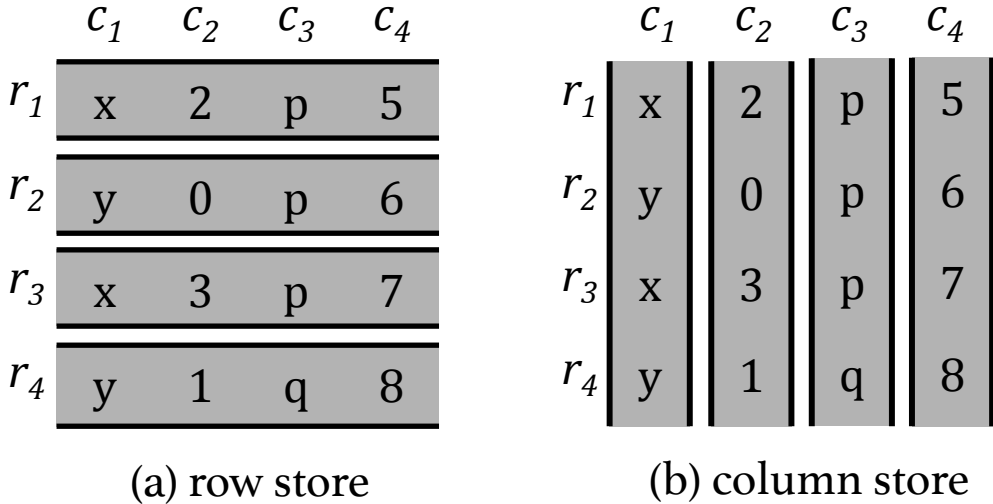 c1 c2 c3 c4
r1 x 2 p 5
r2 y 0 p 6
r3 x 3 p 7
r4 y 1 q 8
(a) row store
c1 c2 c3 c4
r1 x 2 p 5
r2 y 0 p 6
r3 x 3 p 7
r4 y 1 q 8
(b) column store